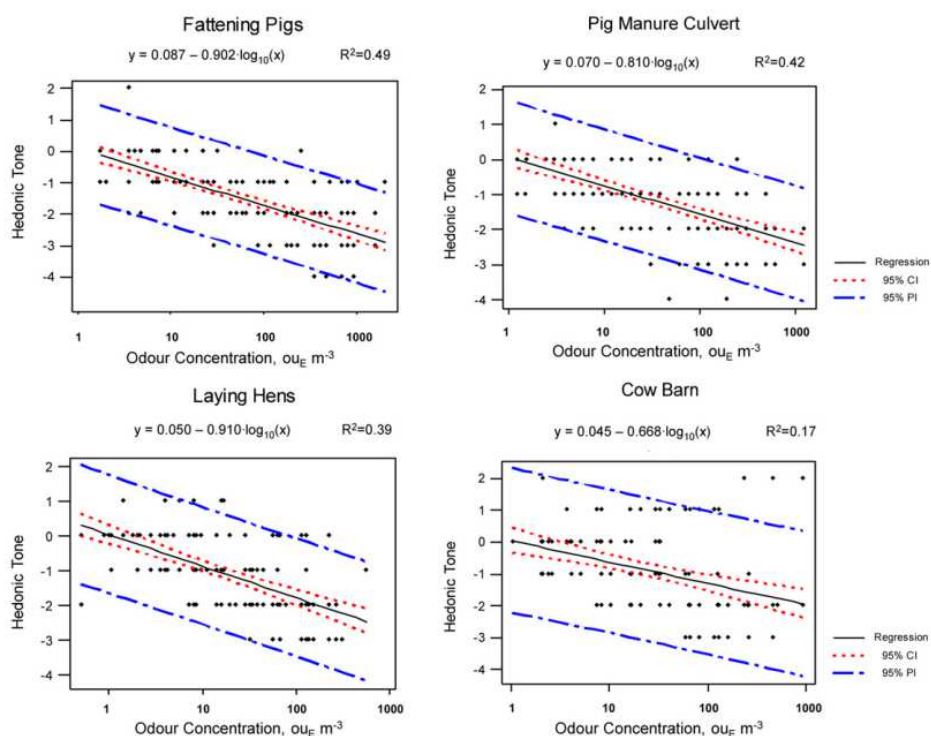 Fattening Pigs
y = 0.087 – 0.902·log₁₀(x) R²=0.49
Hedonic Tone
2
1
0
-1
-2
-3
-4
1 10 100 1000
Odour Concentration, ouE m⁻³
Pig Manure Culvert
y = 0.070 – 0.810·log₁₀(x) R²=0.42
Hedonic Tone
2
1
0
-1
-2
-3
-4
1 10 100 1000
Odour Concentration, ouE m⁻³
Regression
95% CI
95% PI
Laying Hens
y = 0.050 – 0.910·log₁₀(x) R²=0.39
Hedonic Tone
2
1
0
-1
-2
-3
-4
1 10 100 1000
Odour Concentration, ouE m⁻³
Cow Barn
y = 0.045 – 0.668·log₁₀(x) R²=0.17
Hedonic Tone
2
1
0
-1
-2
-3
-4
1 10 100 1000
Odour Concentration, ouE m⁻³
Regression
95% CI
95% PI